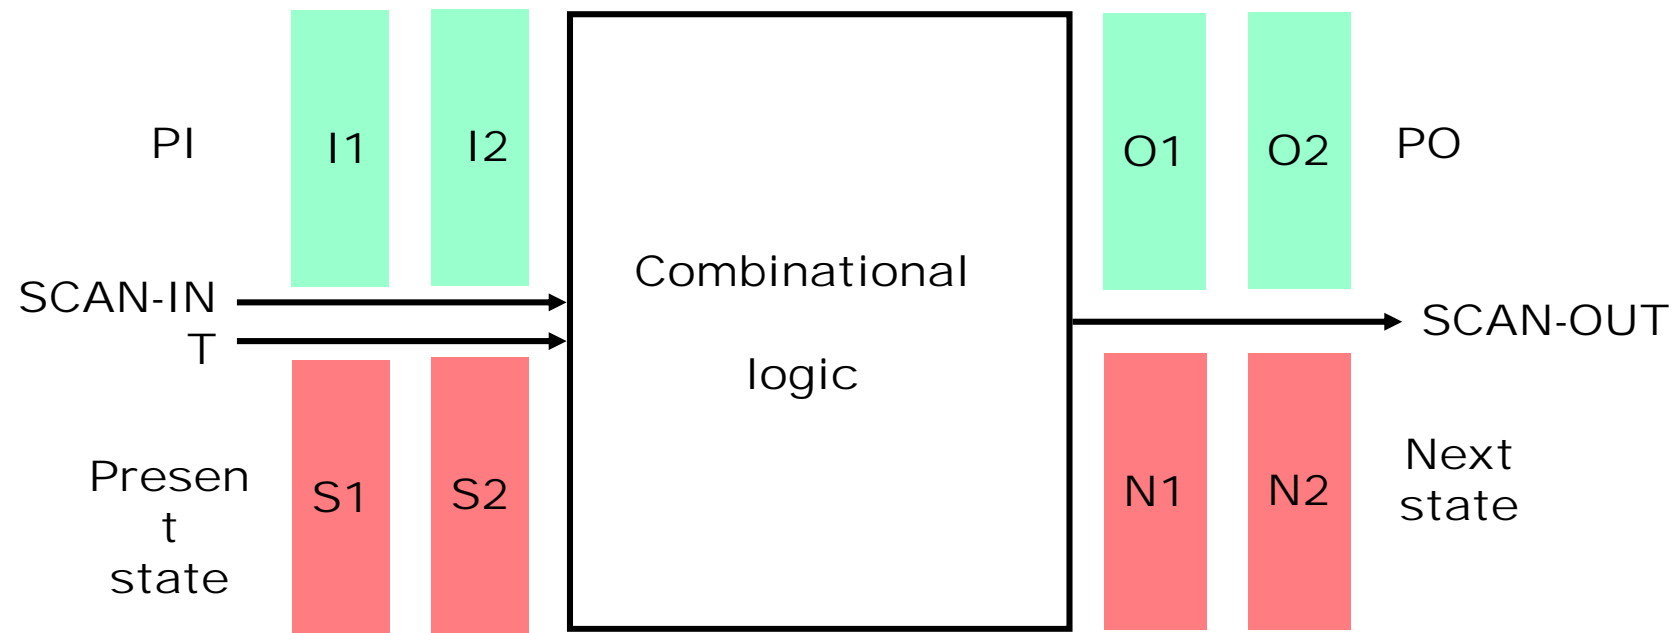 PI
I1
I2
O1
O2
PO
Combinational
logic
SCAN-IN
T
SCAN-OUT
Presen
t
state
S1
S2
N1
N2
Next
state